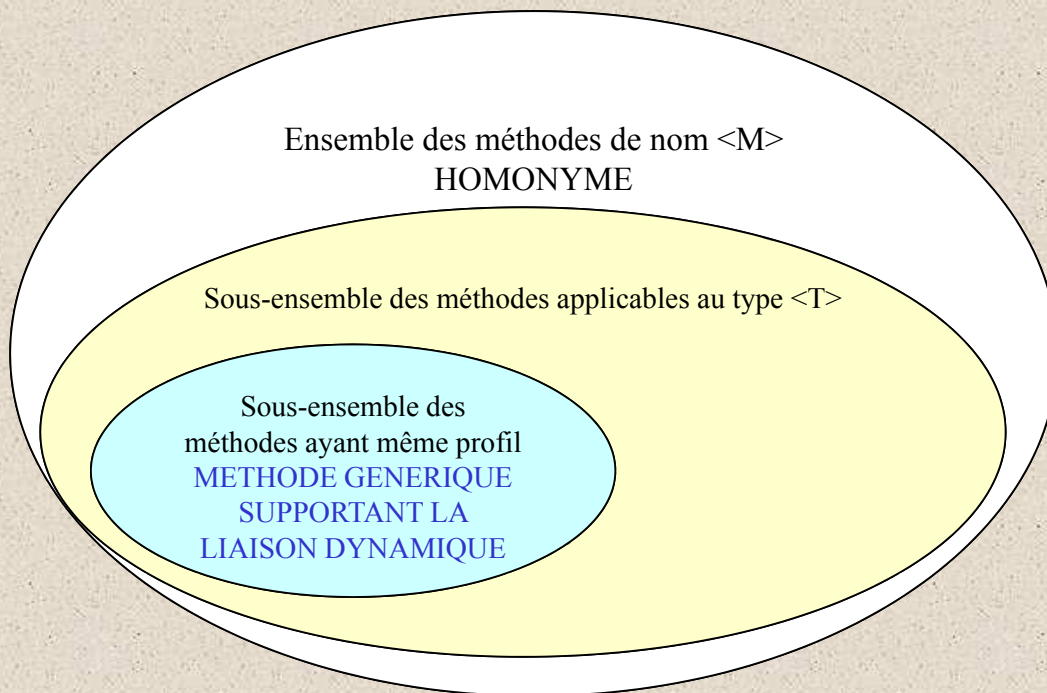 Ensemble des méthodes de nom <M>
HOMONYME
Sous-ensemble des méthodes applicables au type <T>
Sous-ensemble des
méthodes ayant même profil
METHODE GENERIQUE
SUPPORTANT LA
LIAISON DYNAMIQUE